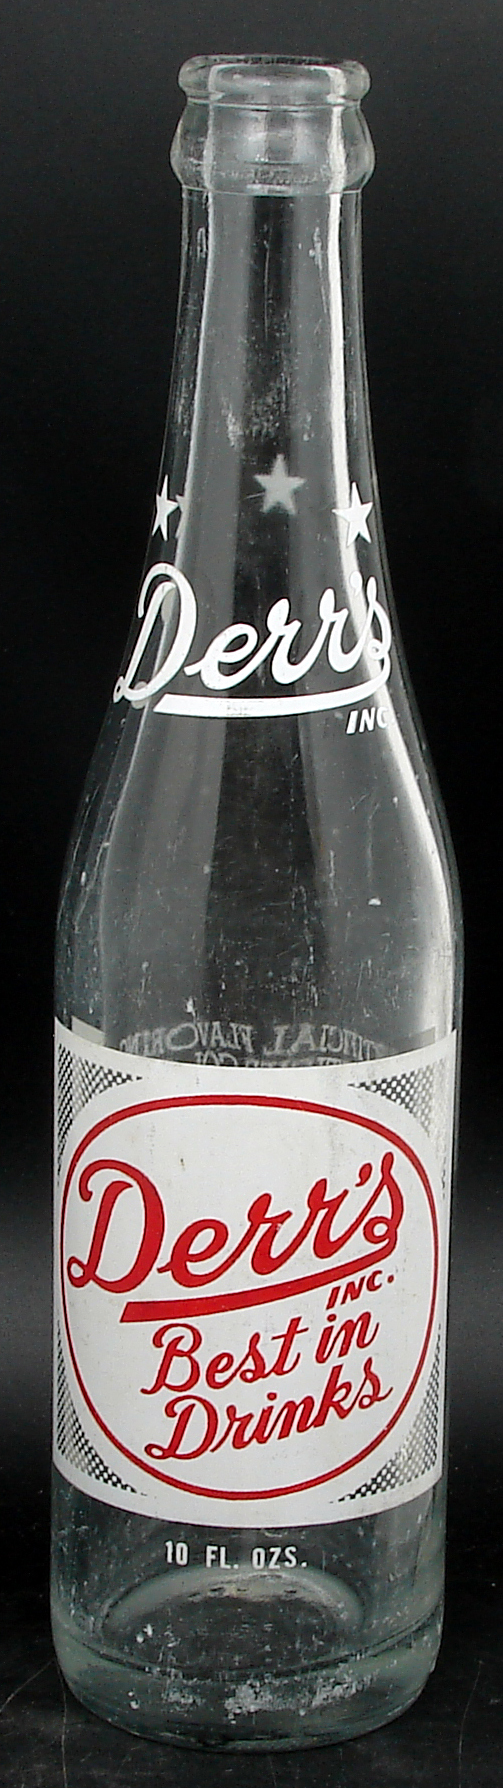 Derr's
INC.
Derr's
INC.
Best in
Drinks
10 FL. OZS.